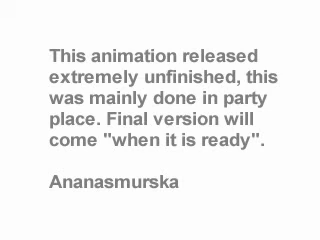 This animation released
extremely unfinished, this
was mainly done in party
place. Final version will
come "when it is ready".
Ananasmurska